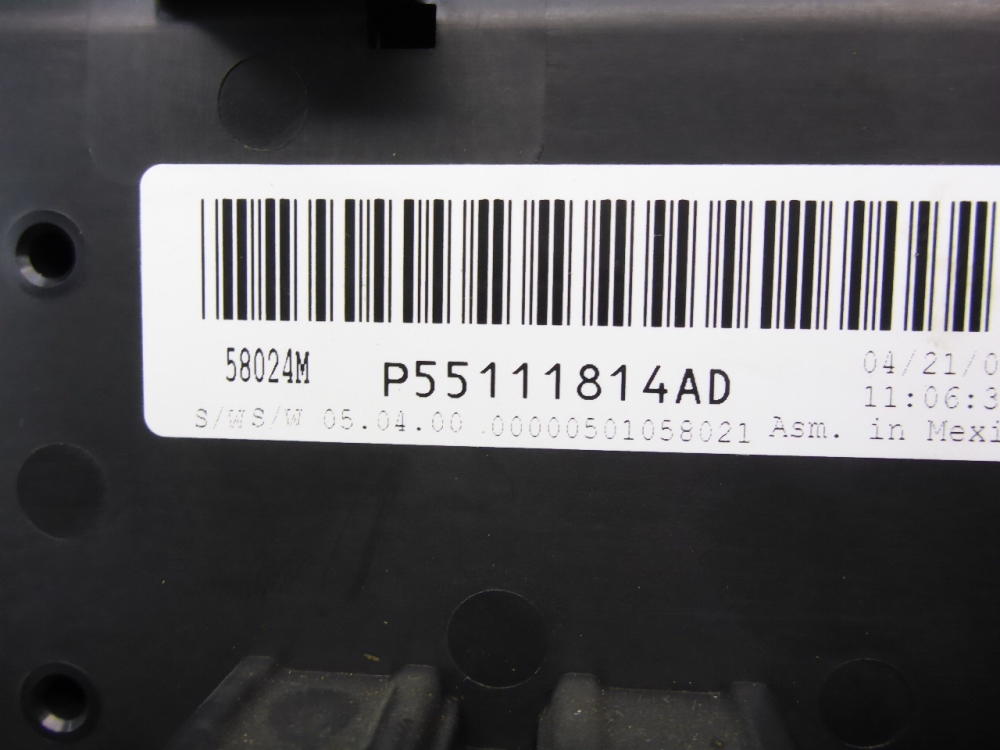 58024M P55111814AD 04/21/0
11:06:3
S/WS/W 05.04.00 00000501058021 Asm. in Mexi